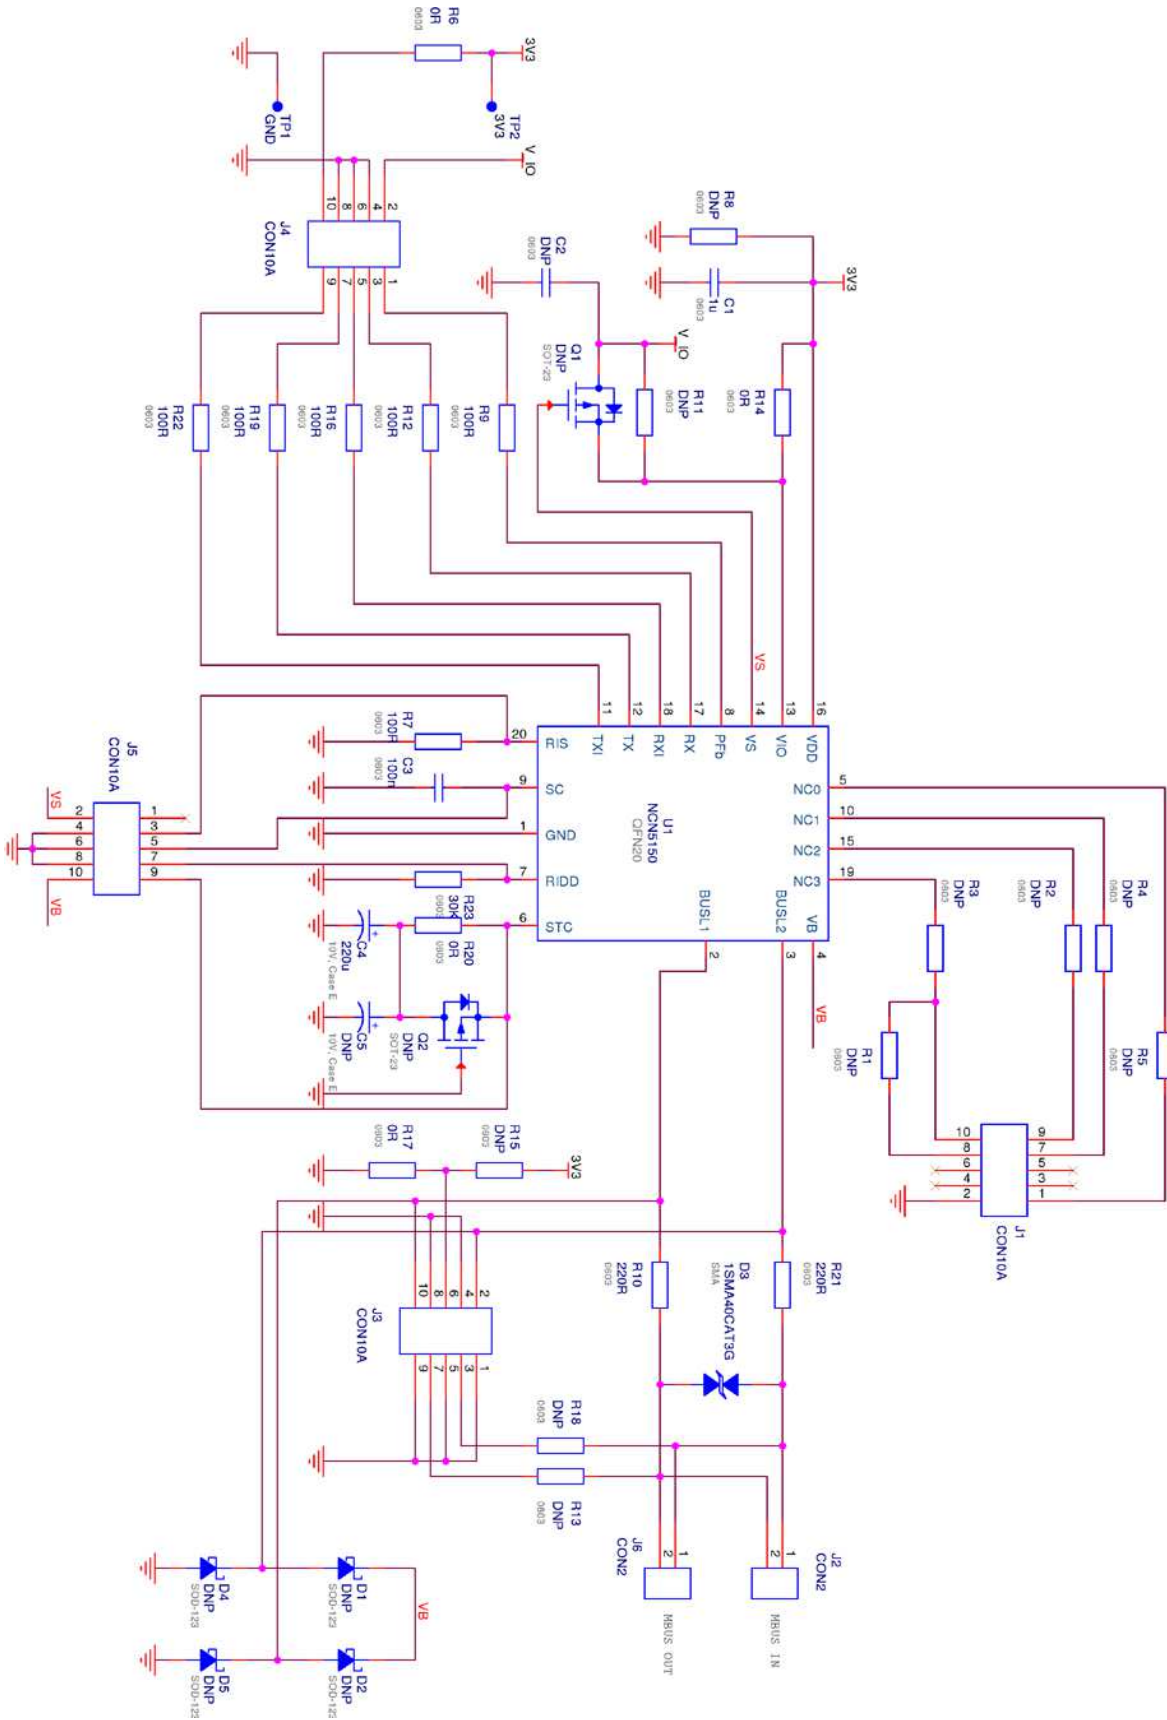 R6
0R
0603
3V3
TP2
3V3
TP1
GND
V_IO
2
4
6
8
10
J4
CON10A
1
3
5
7
9
R8
DNP
0603
C1
1u
0603
3V3
C2
DNP
0603
V_IO
Q1
DNP
SOT-23
R11
DNP
0603
R14
0R
0603
R22
100R
0603
R19
100R
0603
R16
100R
0603
R12
100R
0603
R9
100R
0603
VS
11
12
18
17
8
14
13
16
TXI
TX
RXI
RX
PFb
VS
VIO
VDD
U1
NCN5150
QFN20
20
RIS
9
SC
1
GND
7
RIDD
6
STC
NC0
5
NC1
10
NC2
15
NC3
19
BUSL1
2
BUSL2
3
VB
4
VB
R7
100R
0603
C3
100n
0603
R23
30K
0603
R20
0R
0603
C4
220u
10V, Case E
C5
DNP
10V, Case E
Q2
DNP
SOT-23
J5
CON10A
VS
2
4
6
8
10
1
3
5
7
9
VB
R3
DNP
0603
R2
DNP
0603
R4
DNP
0603
R1
DNP
0603
R5
DNP
0603
10
8
6
4
2
9
7
5
3
1
J1
CON10A
R17
0R
0603
R15
DNP
0603
3V3
10
8
6
4
2
J3
CON10A
9
7
5
3
1
R10
220R
0603
R21
220R
0603
D3
1SMA40CAT3G
SMA
R18
DNP
0603
R13
DNP
0603
J6
CON2
1
2
MBUS OUT
J2
CON2
1
2
MBUS IN
D4
DNP
SOD-123
D1
DNP
SOD-123
VB
D5
DNP
SOD-123
D2
DNP
SOD-123